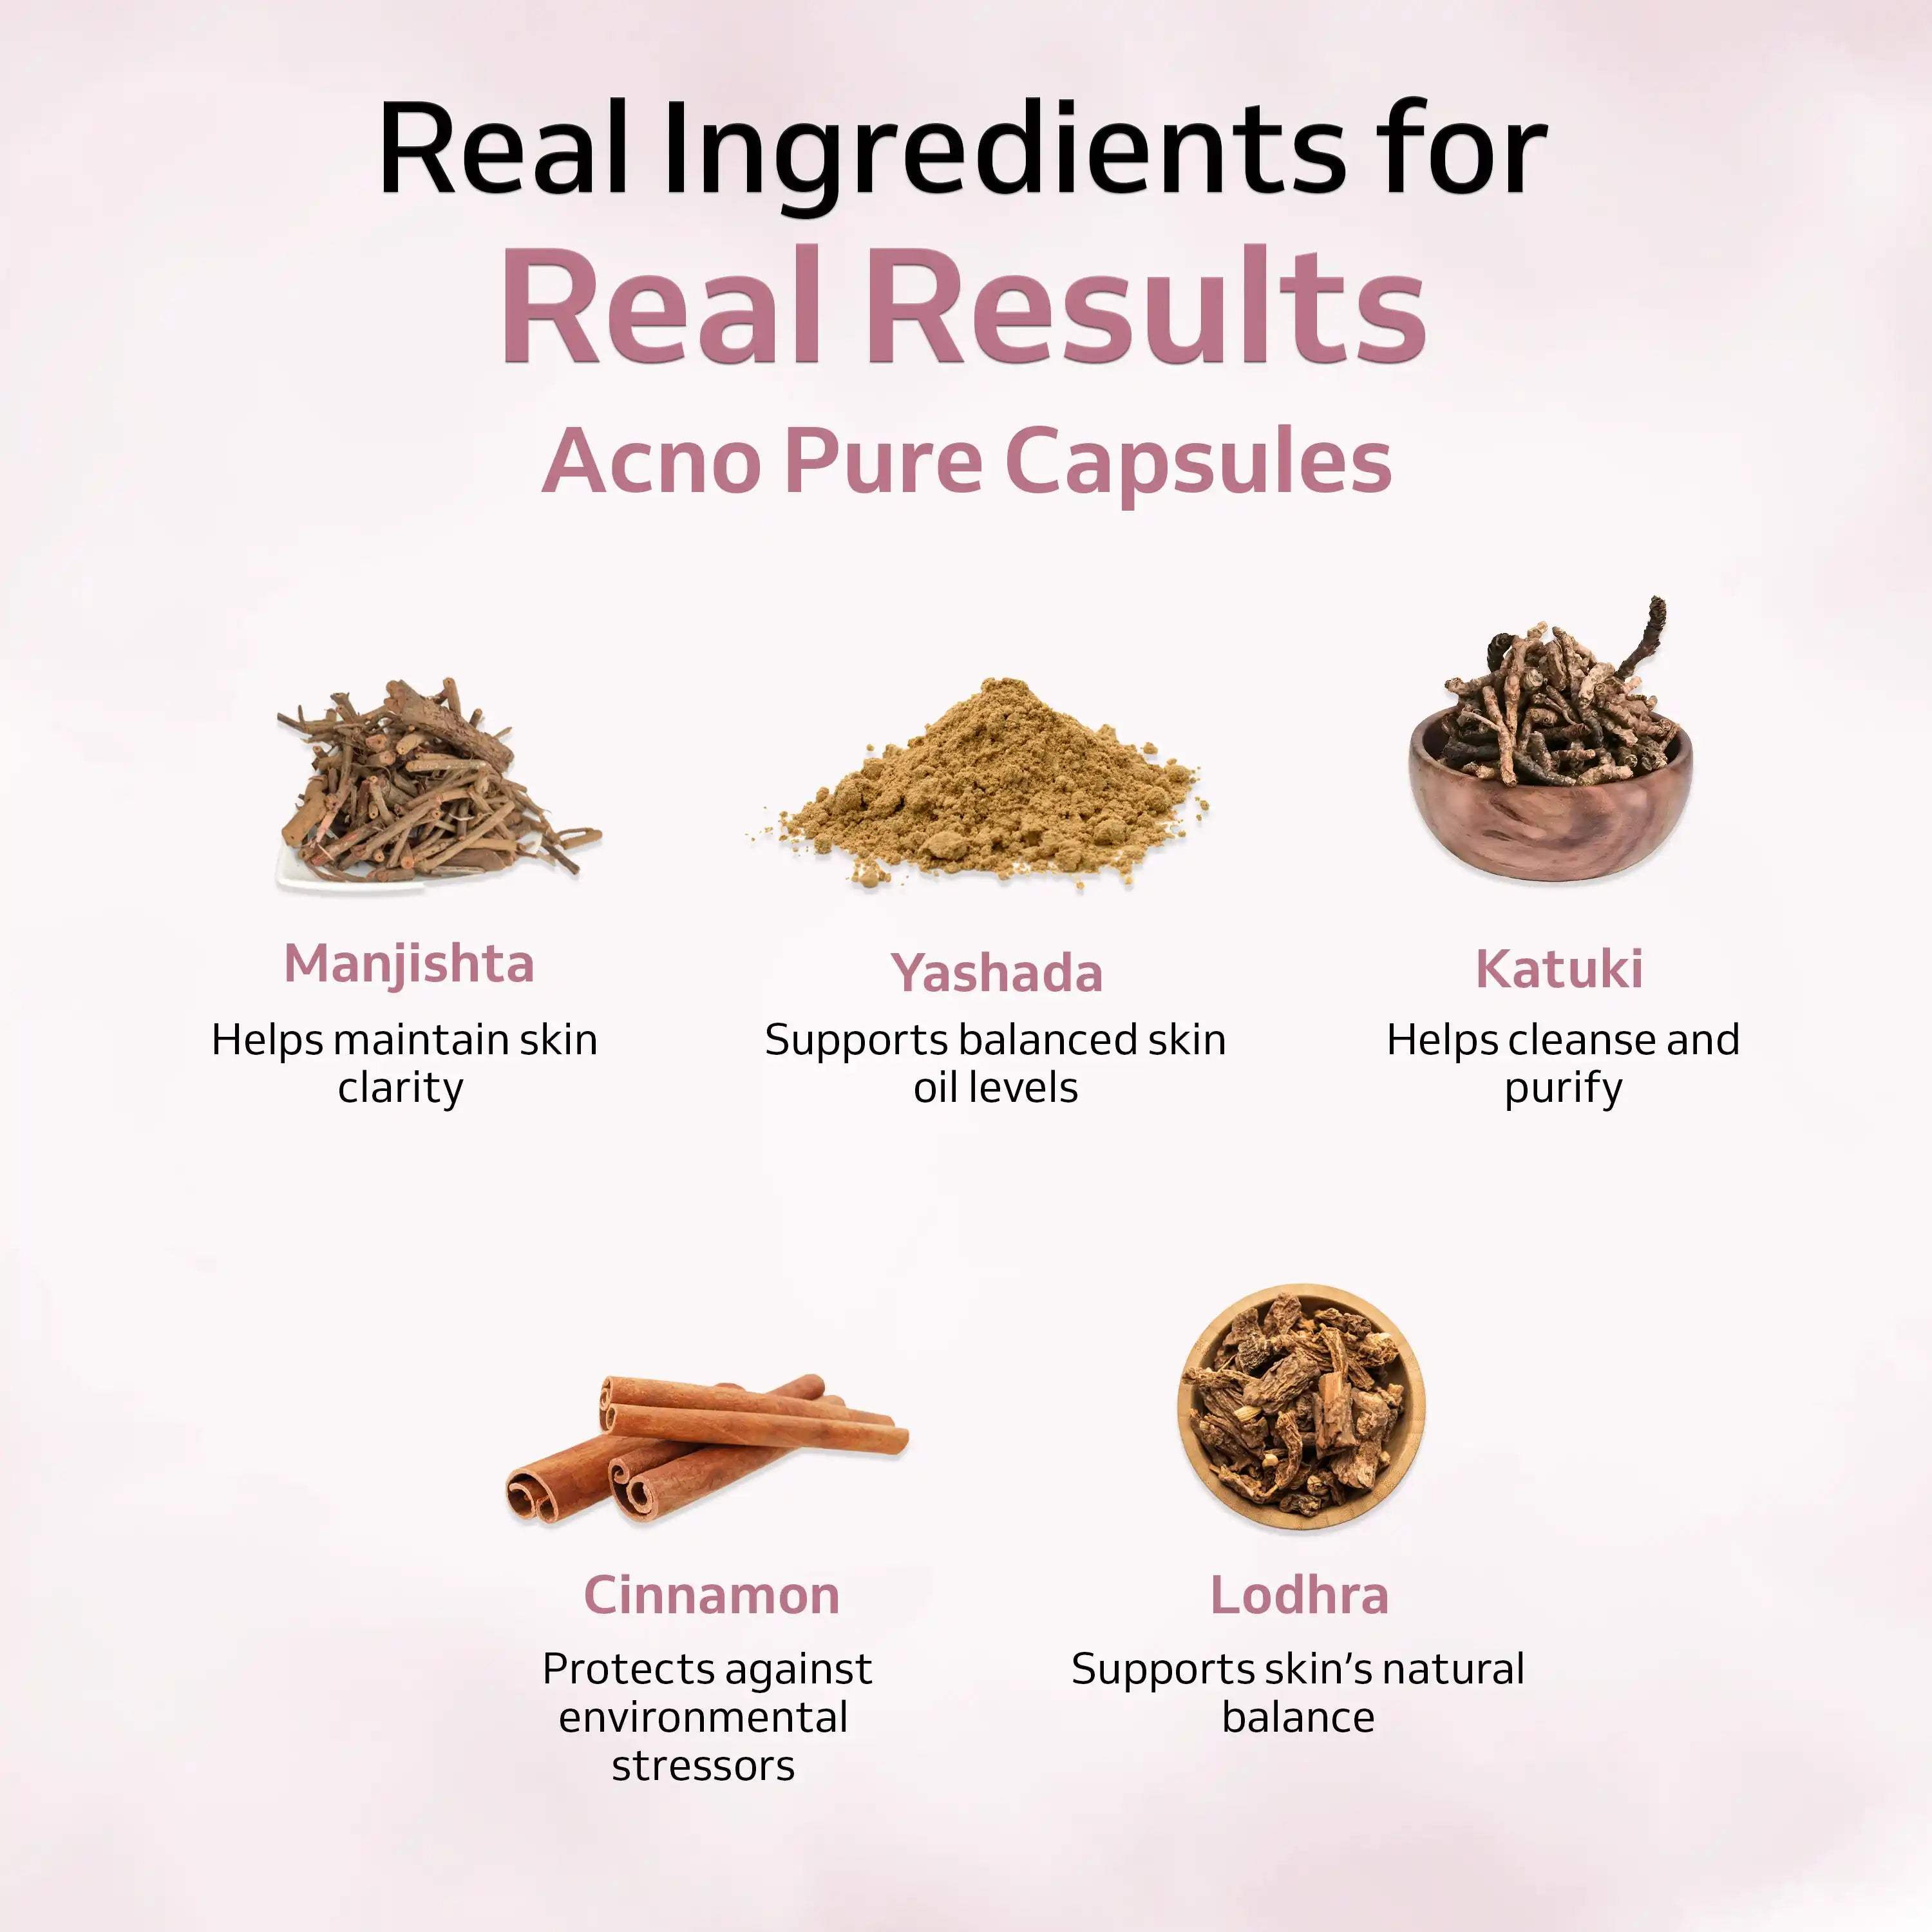 Real Ingredients for
Real Results
Acno Pure Capsules
Manjishta
Helps maintain skin
clarity
Yashada
Supports balanced skin
oil levels
Katuki
Helps cleanse and
purify
Cinnamon
Protects against
environmental
stressors
Lodhra
Supports skin’s natural
balance